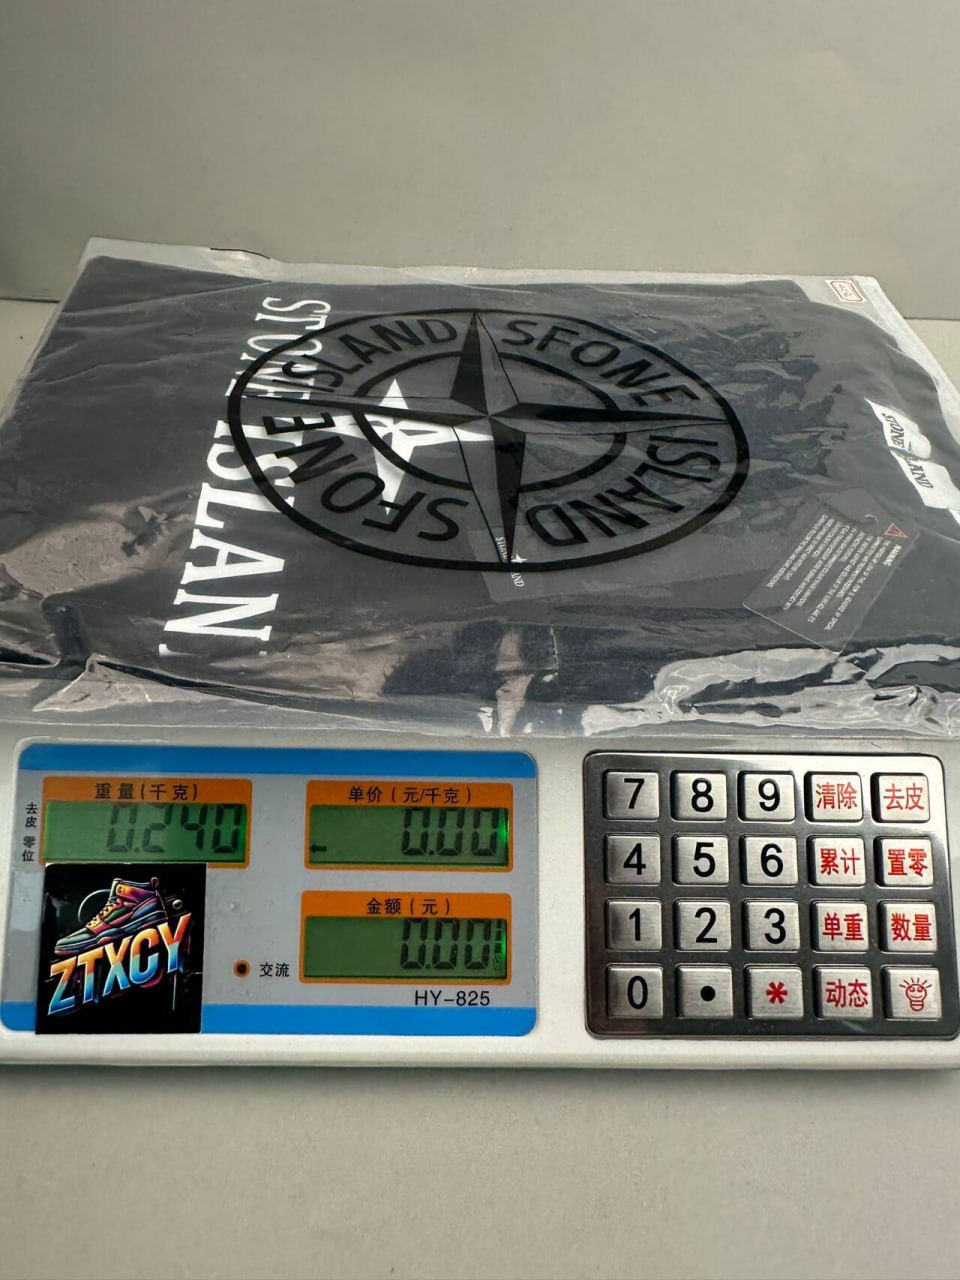 ISLAND
SFONE
ISLAND
SFONE
STONE ISLAN
STONE ISLAND
WARNING
重量(千克)
单价(元/千克)
去皮
零位
0.240
0.00
金额(元)
0.00
交流
HY-825
ZTXCY
7 8 9 清除 去皮
4 5 6 累计 置零
1 2 3 单重 数量
0 . * 动态